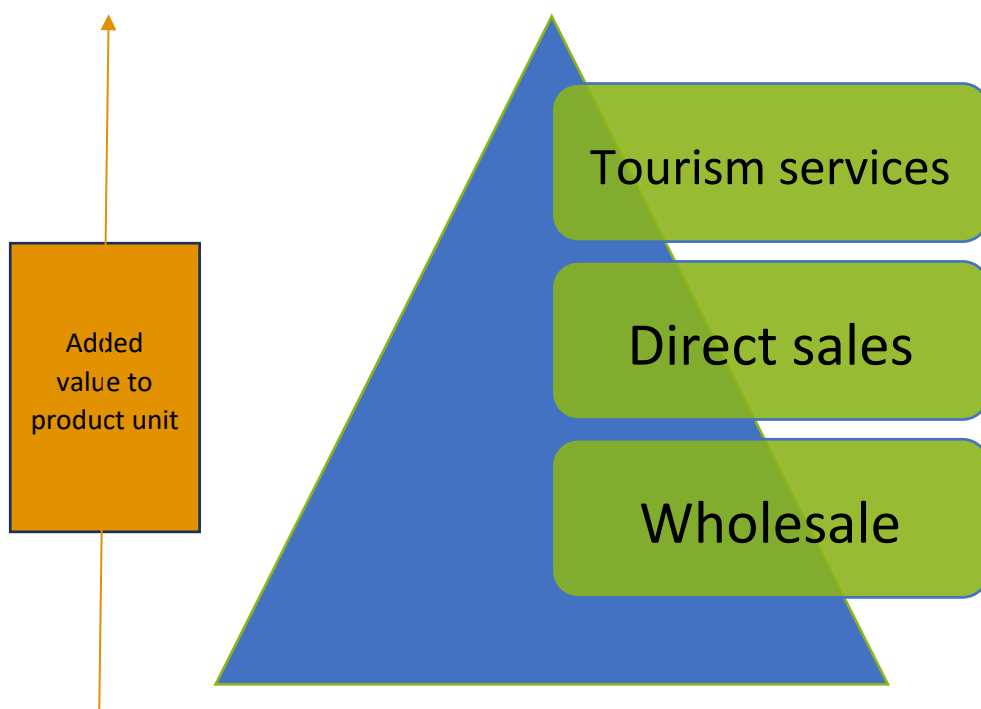 Tourism services
Direct sales
Wholesale
Added
value to
product unit